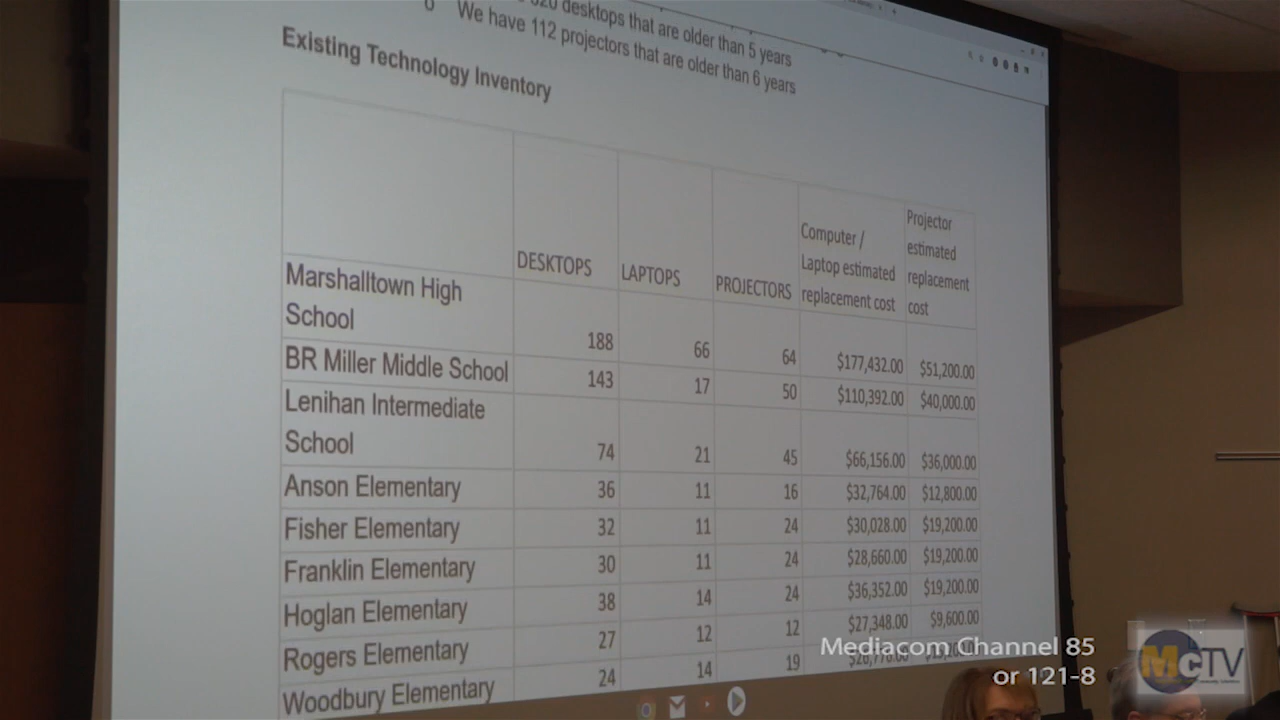 desktops that are older than 5 years
o We have 112 projectors that are older than 6 years
Existing Technology Inventory
DESKTOPS LAPTOPS PROJECTORS Computer / Laptop estimated replacement cost Projector estimated replacement cost
Marshalltown High School 188 66 64 $177,432.00 $51,200.00
BR Miller Middle School 143 17 50 $110,392.00 $40,000.00
Lenihan Intermediate School 74 21 45 $66,156.00 $36,000.00
Anson Elementary 36 11 16 $32,764.00 $12,800.00
Fisher Elementary 32 11 24 $30,028.00 $19,200.00
Franklin Elementary 30 11 24 $28,660.00 $19,200.00
Hoglan Elementary 38 14 24 $36,352.00 $19,200.00
Rogers Elementary 27 12 12 $27,348.00 $9,600.00
Woodbury Elementary 24 14 19
Mediacom Channel 85
or 121-8
McTV